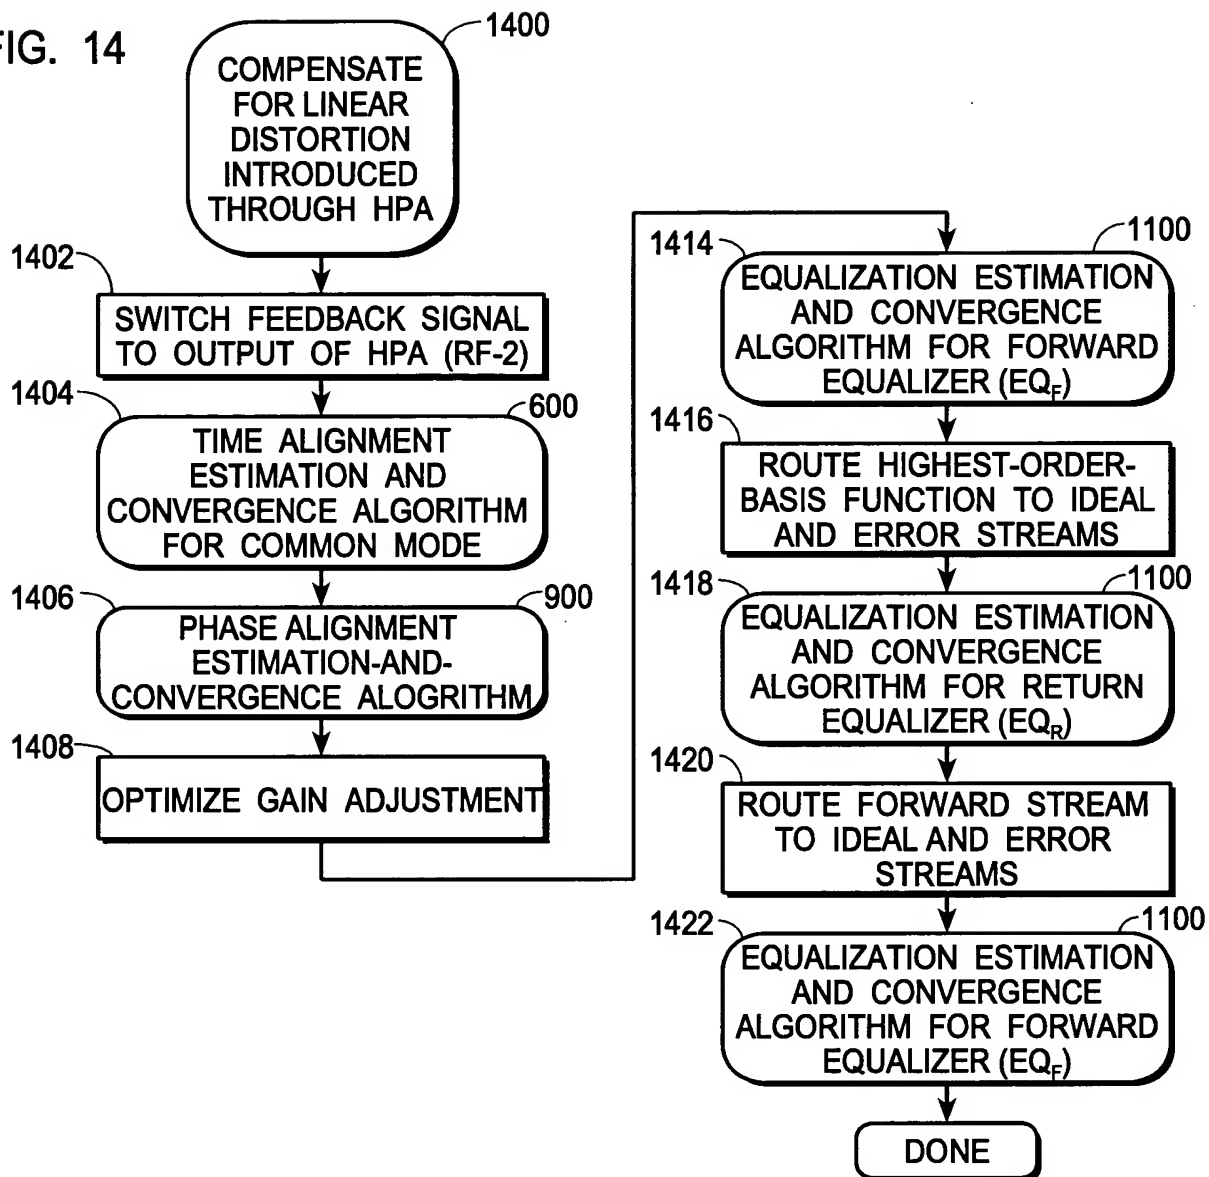 FIG. 14
1400
COMPENSATE
FOR LINEAR
DISTORTION
INTRODUCED
THROUGH HPA
1402
SWITCH FEEDBACK SIGNAL
TO OUTPUT OF HPA (RF-2)
1404
600
TIME ALIGNMENT
ESTIMATION AND
CONVERGENCE ALGORITHM
FOR COMMON MODE
1406
900
PHASE ALIGNMENT
ESTIMATION-AND-
CONVERGENCE ALOGRITHM
1408
OPTIMIZE GAIN ADJUSTMENT
1414
1100
EQUALIZATION ESTIMATION
AND CONVERGENCE
ALGORITHM FOR FORWARD
EQUALIZER (EQF)
1416
ROUTE HIGHEST-ORDER-
BASIS FUNCTION TO IDEAL
AND ERROR STREAMS
1418
1100
EQUALIZATION ESTIMATION
AND CONVERGENCE
ALGORITHM FOR RETURN
EQUALIZER (EQR)
1420
ROUTE FORWARD STREAM
TO IDEAL AND ERROR
STREAMS
1422
1100
EQUALIZATION ESTIMATION
AND CONVERGENCE
ALGORITHM FOR FORWARD
EQUALIZER (EQF)
DONE